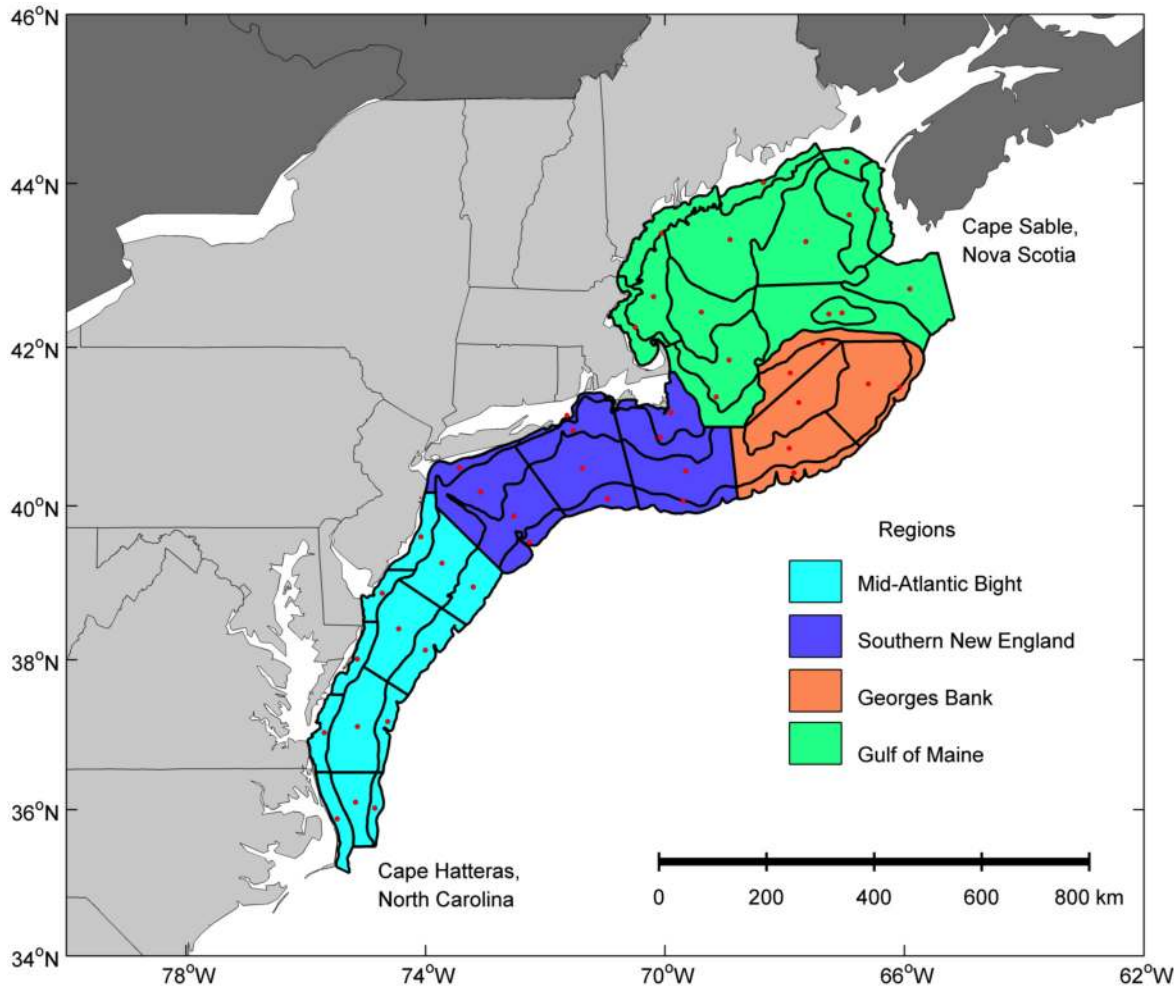 46°N
44°N
42°N
40°N
38°N
36°N
34°N
78°W
74°W
70°W
66°W
62°W
Cape Sable,
Nova Scotia
Regions
Mid-Atlantic Bight
Southern New England
Georges Bank
Gulf of Maine
Cape Hatteras,
North Carolina
0 200 400 600 800 km